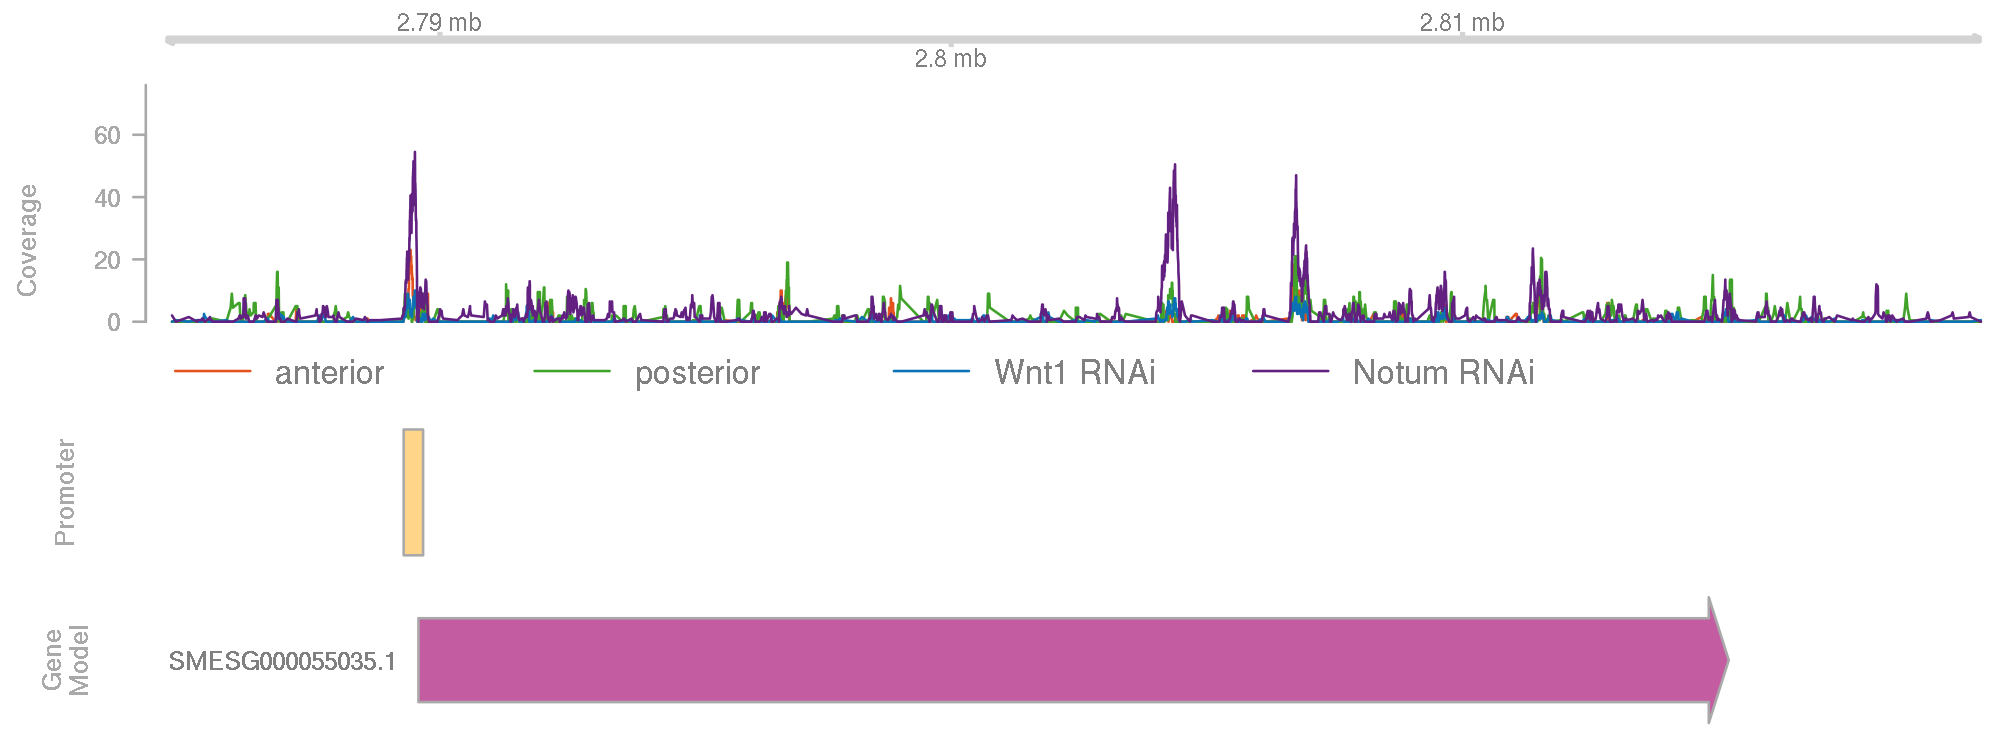 2.79 mb
2.81 mb
2.8 mb
Coverage
60
40
20
0
anterior posterior Wnt1 RNAi Notum RNAi
Promoter
Gene
Model
SMESG000055035.1